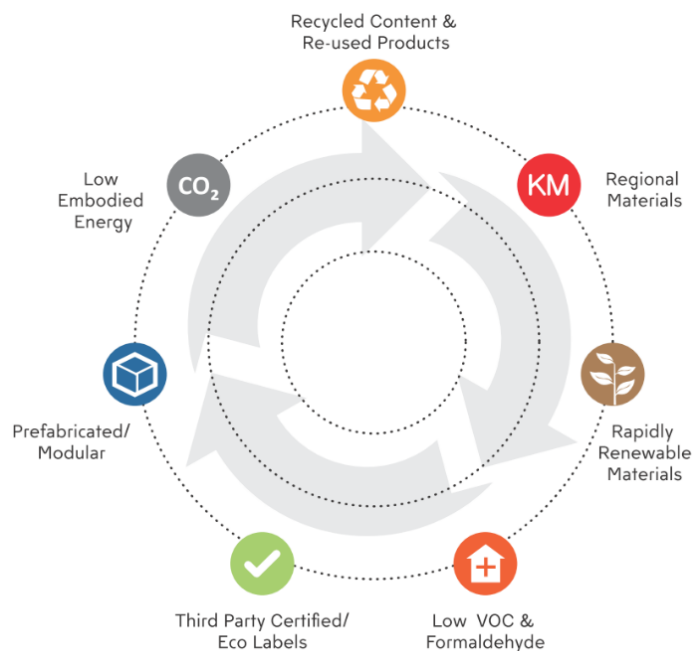 Recycled Content &
Re-used Products
KM
Regional
Materials
Rapidly
Renewable
Materials
Low VOC &
Formaldehyde
Third Party Certified/
Eco Labels
Prefabricated/
Modular
CO₂
Low
Embodied
Energy